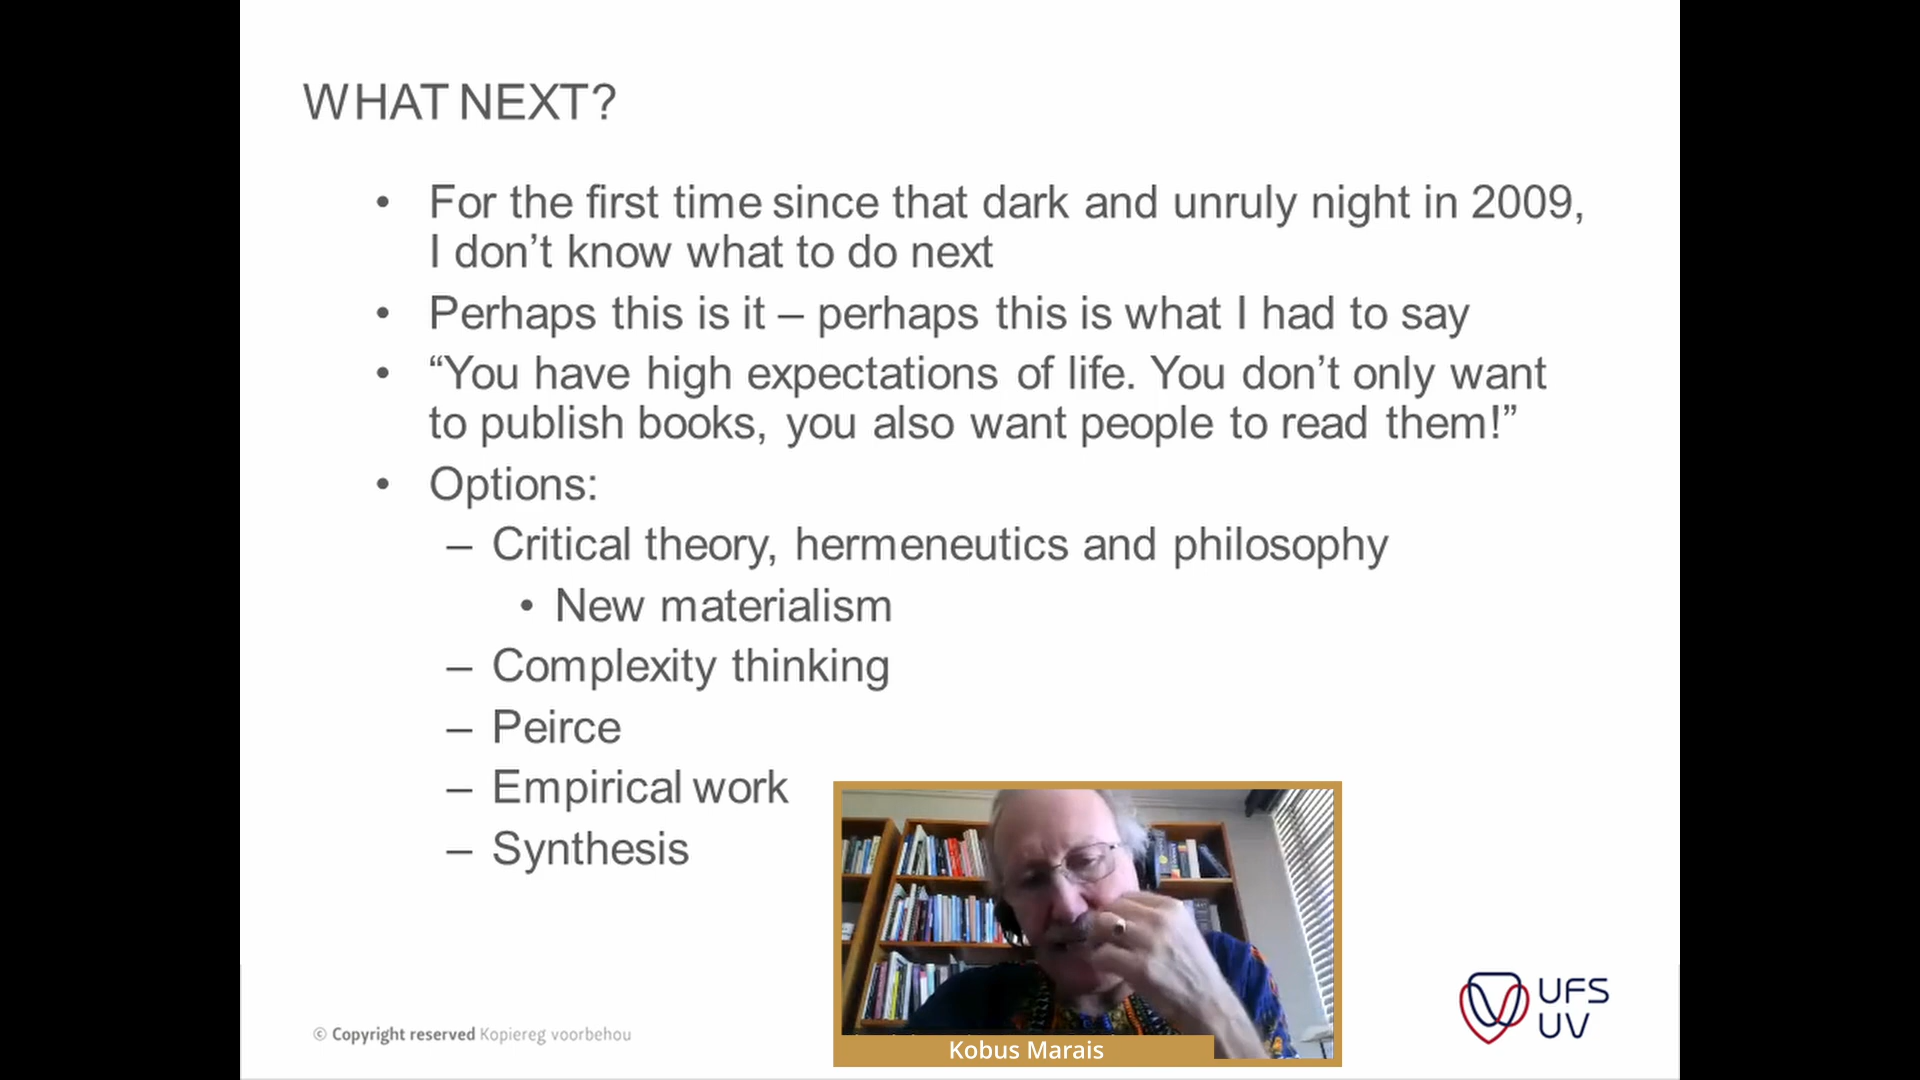 WHAT NEXT?
• For the first time since that dark and unruly night in 2009,
I don’t know what to do next
• Perhaps this is it – perhaps this is what I had to say
• “You have high expectations of life. You don’t only want
to publish books, you also want people to read them!”
• Options:
– Critical theory, hermeneutics and philosophy
• New materialism
– Complexity thinking
– Peirce
– Empirical work
– Synthesis
© Copyright reserved Kopiereg voorbehou
Kobus Marais
UFS
UV